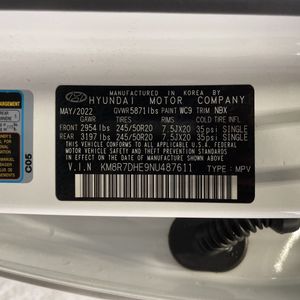 MANUFACTURED IN KOREA BY
HYUNDAI MOTOR COMPANY
MAY/2022 GVWR 5871lbs PAINT WC9 TRIM NBX
GAWR TIRES RIMS COLD TIRE INFLATION
FRONT 2954 lbs 245/50R20 7.5JX20 35psi SINGLE
REAR 3197 lbs 245/50R20 7.5JX20 35psi SINGLE
THIS VEHICLE CONFORMS TO ALL APPLICABLE
U.S. FEDERAL
MOTOR VEHICLE SAFETY AND THEFT PREVENTION
STANDARDS IN EFFECT ON THE DATE OF
MANUFACTURE SHOWN ABOVE.
V.I.N KM8R7DHE9NU487611 TYPE: MPV
C05